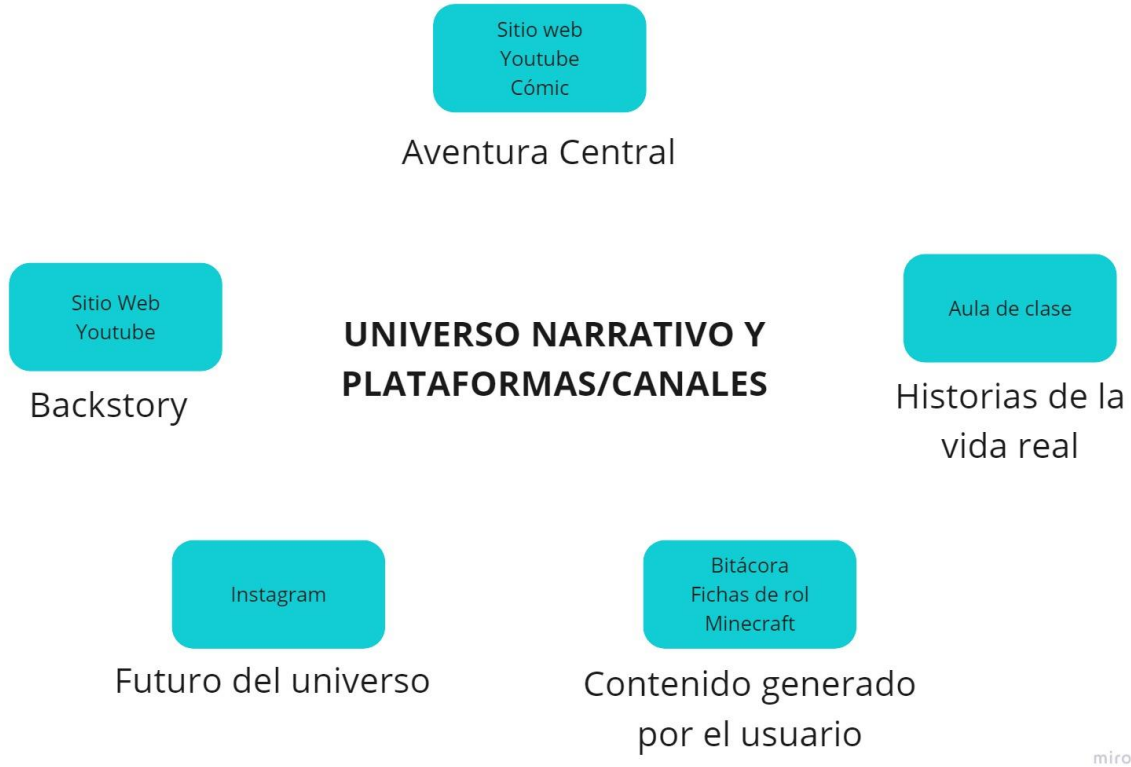 Sitio web
Youtube
Cómic
Aventura Central
Sitio Web
Youtube
Backstory
UNIVERSO NARRATIVO Y
PLATAFORMAS/CANALES
Aula de clase
Historias de la
vida real
Instagram
Futuro del universo
Bitácora
Fichas de rol
Minecraft
Contenido generado
por el usuario
miro